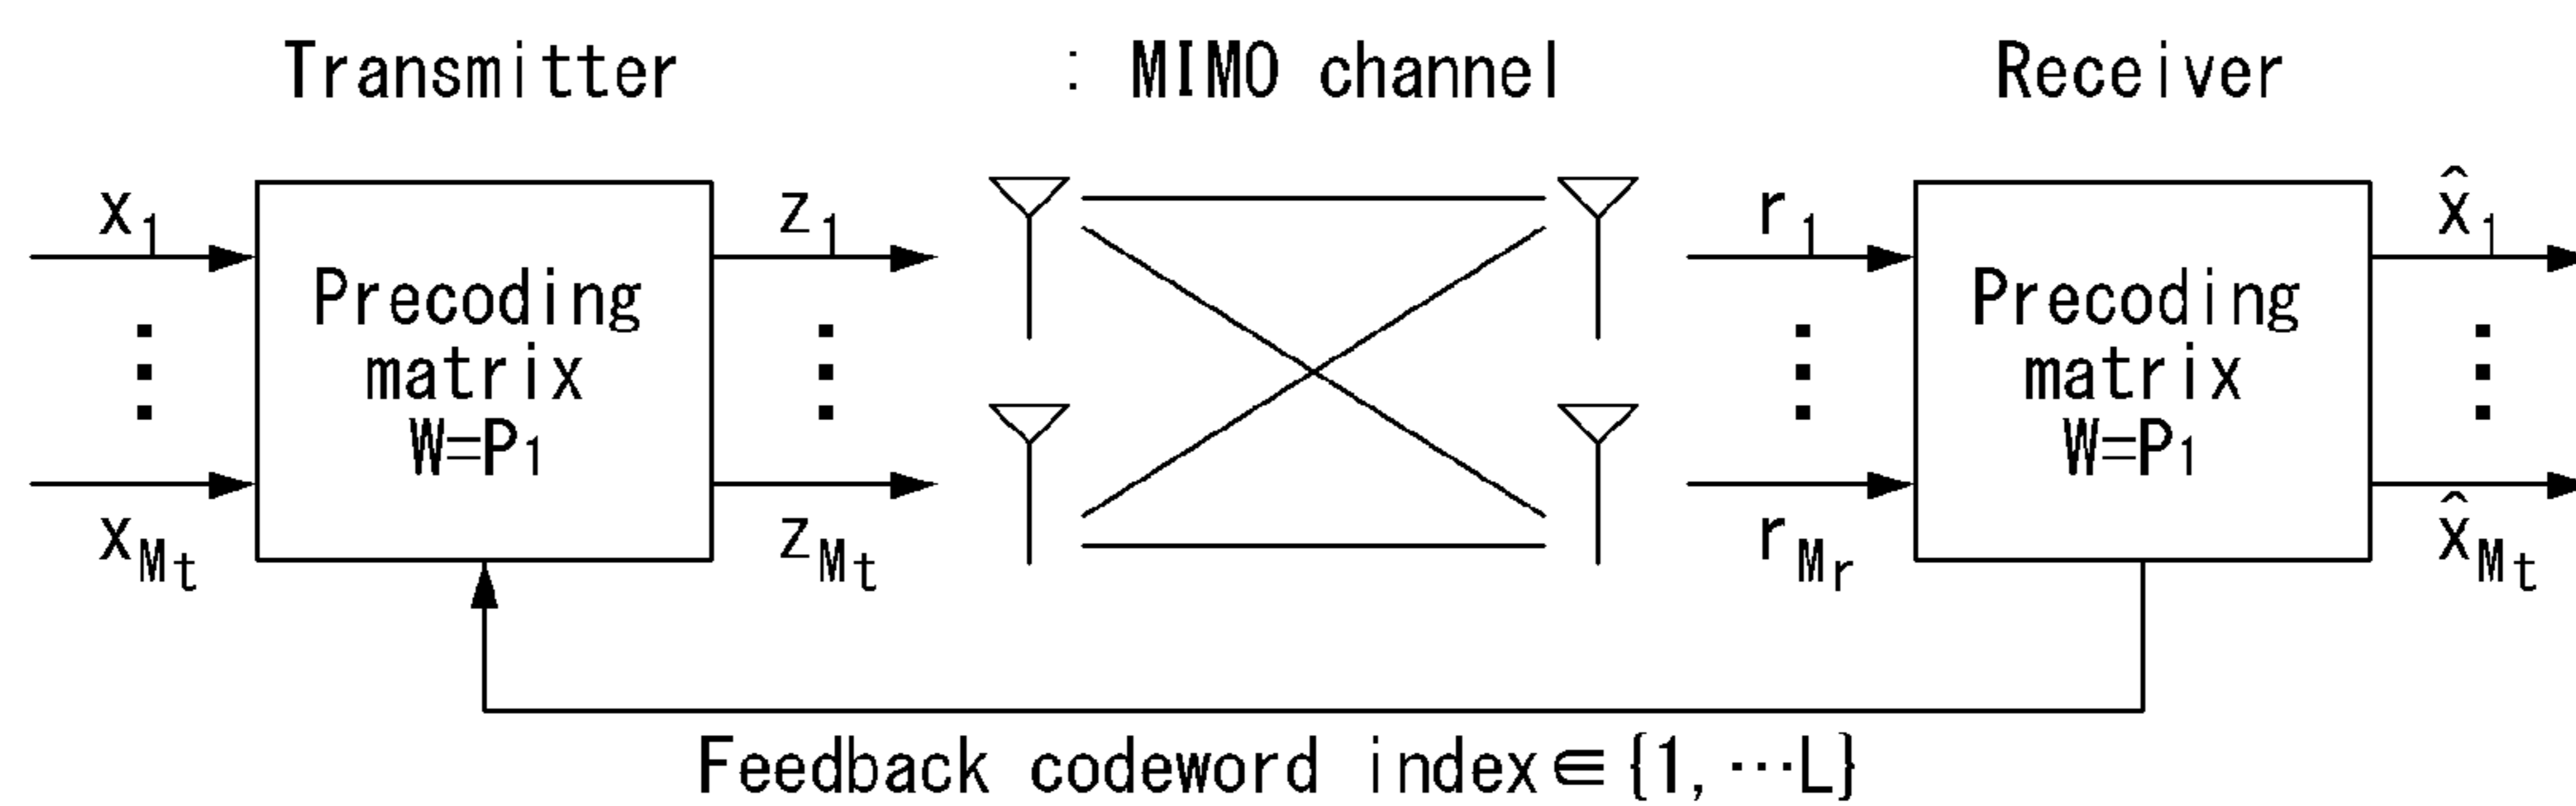 Transmitter
: MIMO channel
Receiver
x1
z1
r1
x̂1
Precoding
matrix
W=P1
Precoding
matrix
W=P1
xMt
zMt
rMr
x̂Mt
Feedback codeword index∈{1, ···L}